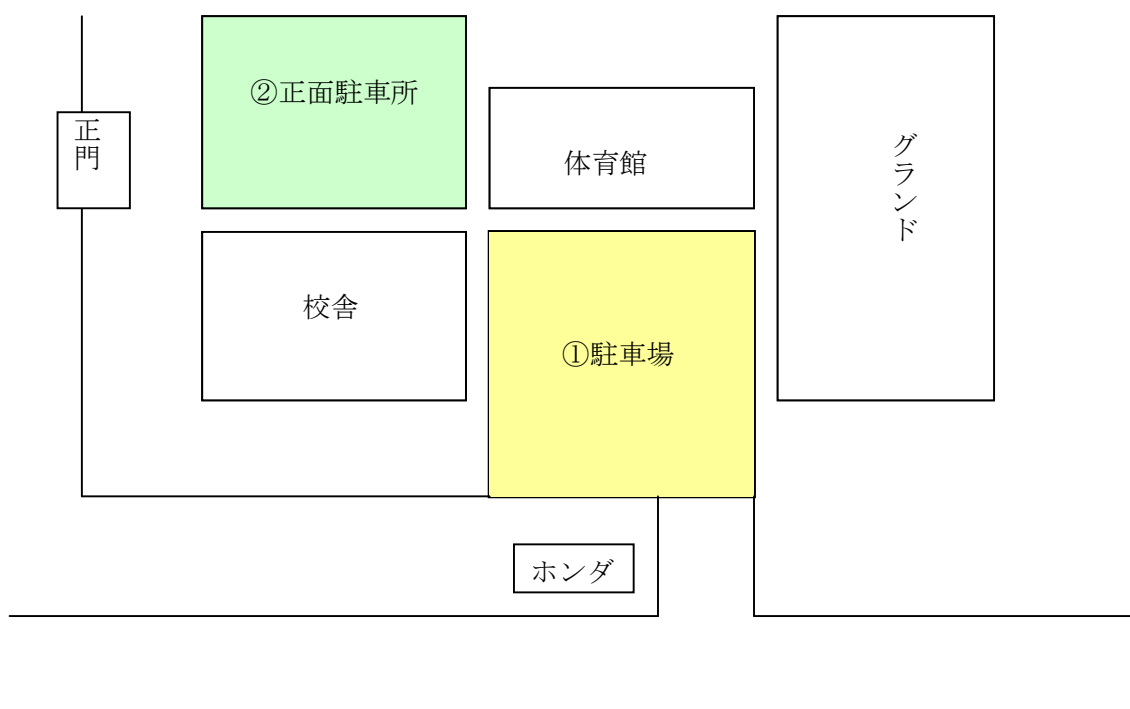 ②正面駐車所
正門
体育館
グランド
校舎
①駐車場
ホンダ